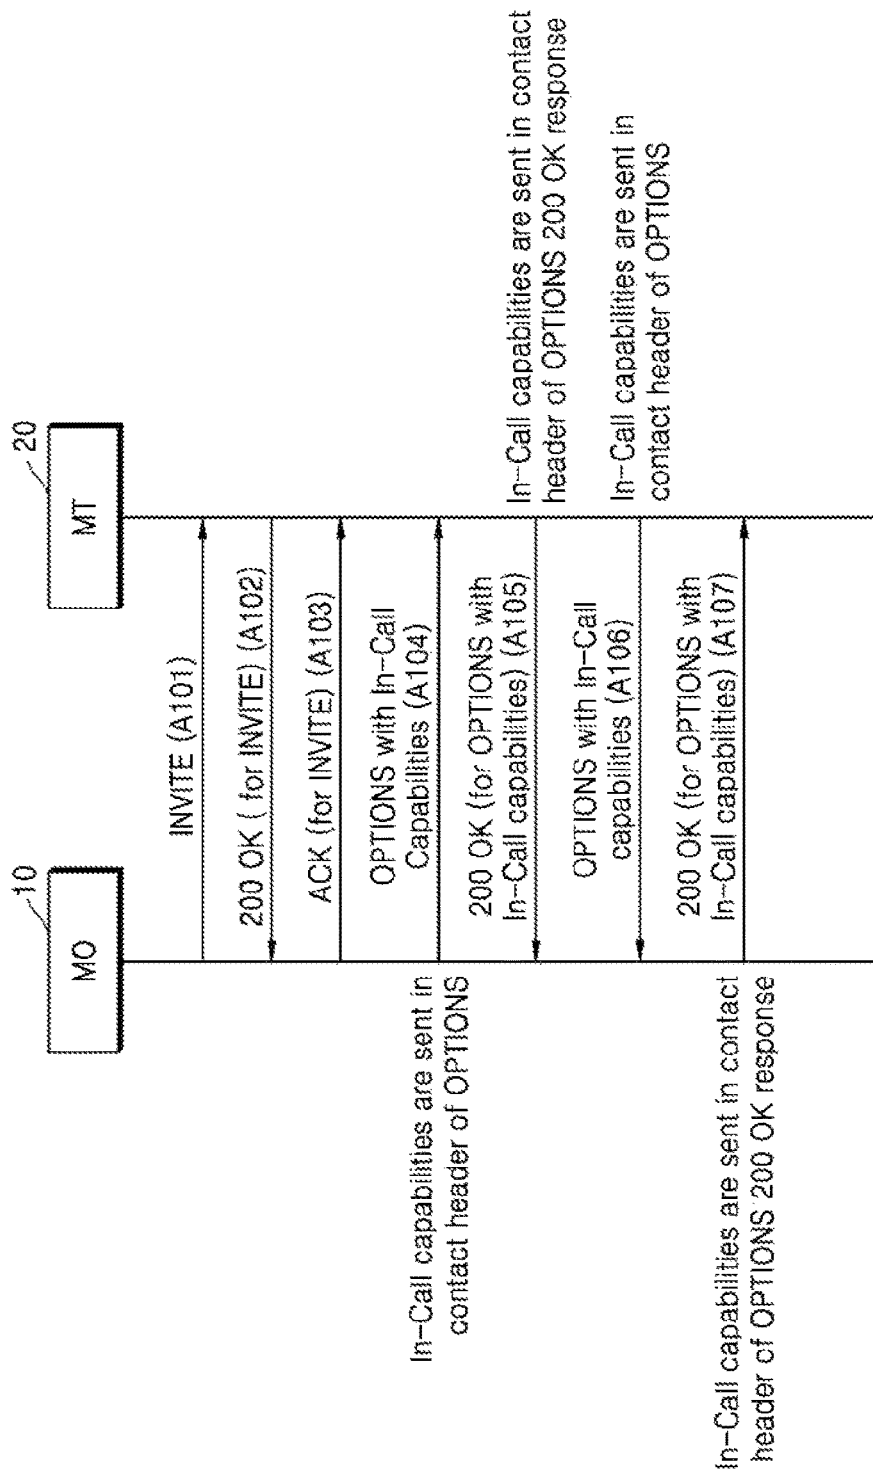 10
MO
20
MT
INVITE (A101)
200 OK ( for INVITE) (A102)
ACK (for INVITE) (A103)
OPTIONS with In-Call
Capabilities (A104)
In-Call capabilities are sent in
contact header of OPTIONS
200 OK (for OPTIONS with
In-Call capabilities) (A105)
In-Call capabilities are sent in contact
header of OPTIONS 200 OK response
OPTIONS with In-Call
capabilities (A106)
In-Call capabilities are sent in
contact header of OPTIONS
200 OK (for OPTIONS with
In-Call capabilities) (A107)
In-Call capabilities are sent in contact
header of OPTIONS 200 OK response